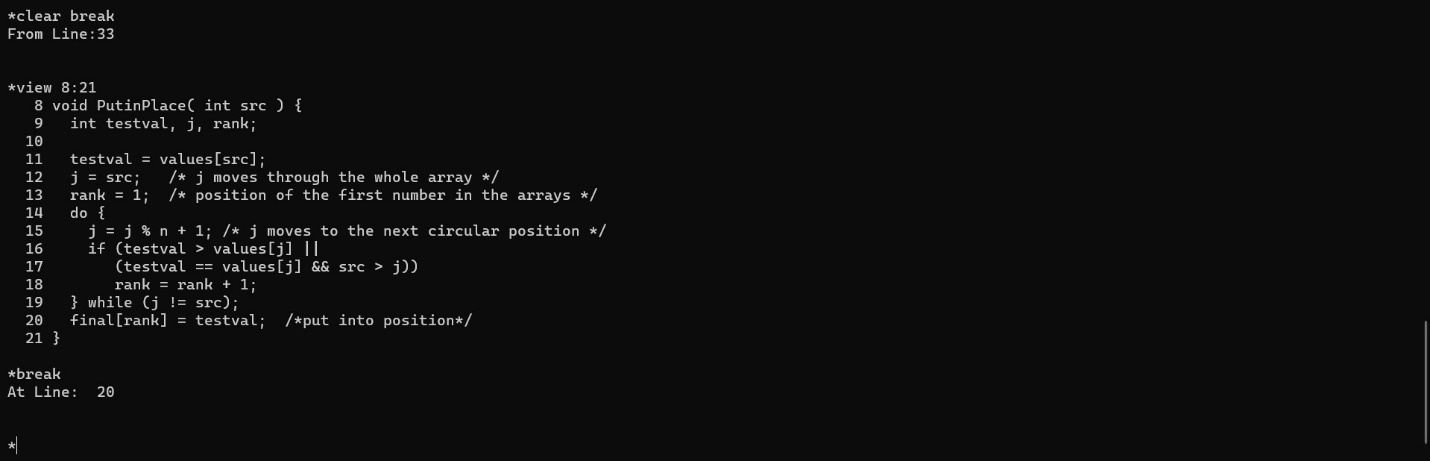 *clear break
From Line:33
*view 8:21
   8 void PutinPlace( int src ) {
   9   int testval, j, rank;
  10
  11   testval = values[src];
  12   j = src;   /* j moves through the whole array */
  13   rank = 1;  /* position of the first number in the arrays */
  14   do {
  15     j = j % n + 1; /* j moves to the next circular position */
  16     if (testval > values[j] ||
  17        (testval == values[j] && src > j))
  18        rank = rank + 1;
  19   } while (j != src);
  20   final[rank] = testval;  /*put into position*/
  21 }
*break
At Line:  20
*